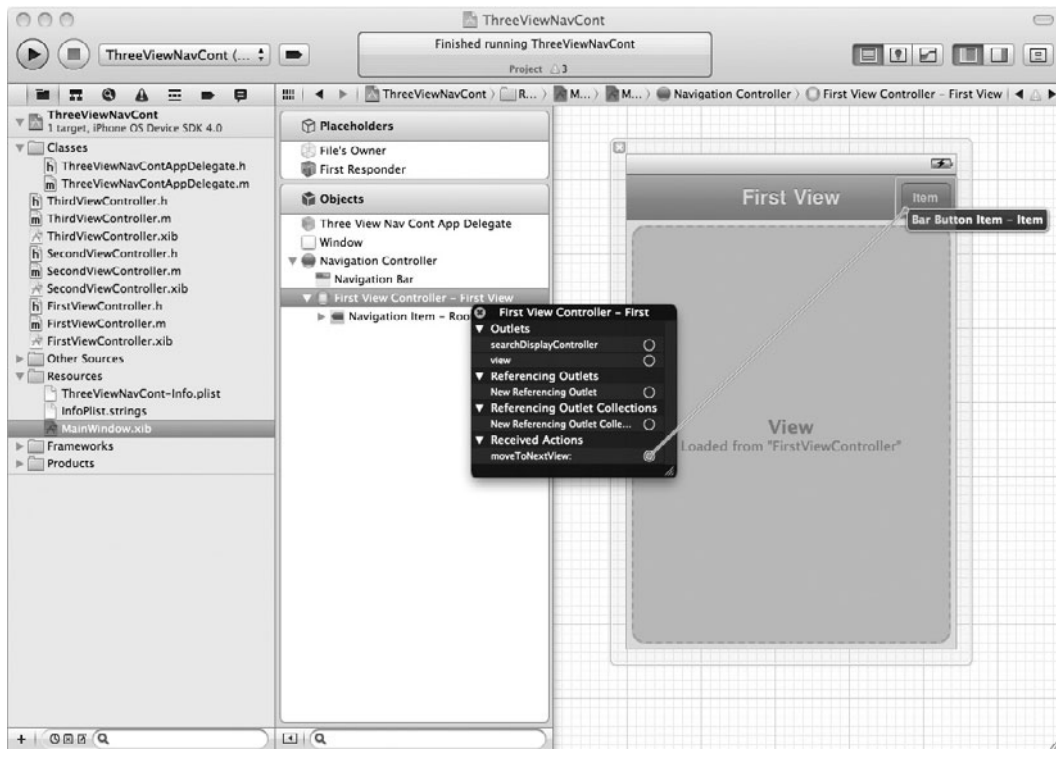 ThreeViewNavCont
ThreeViewNavCont (...
Finished running ThreeViewNavCont
Project 3
ThreeViewNavCont
1 target, iPhone OS Device SDK 4.0
Classes
ThreeViewNavContAppDelegate.h
ThreeViewNavContAppDelegate.m
ThirdViewController.h
ThirdViewController.m
ThirdViewController.xib
SecondViewController.h
SecondViewController.m
SecondViewController.xib
FirstViewController.h
FirstViewController.m
FirstViewController.xib
Other Sources
Resources
ThreeViewNavCont-Info.plist
InfoPlist.strings
MainWindow.xib
Frameworks
Products
ThreeViewNavCont
R...
M...
M...
Navigation Controller
First View Controller – First View
Placeholders
File's Owner
First Responder
Objects
Three View Nav Cont App Delegate
Window
Navigation Controller
Navigation Bar
First View Controller – First View
Navigation Item – Roo
First View Controller – First
Outlets
searchDisplayController
view
Referencing Outlets
New Referencing Outlet
Referencing Outlet Collections
New Referencing Outlet Colle...
Received Actions
moveToNextView:
First View
Item
Bar Button Item – Item
View
Loaded from "FirstViewController"